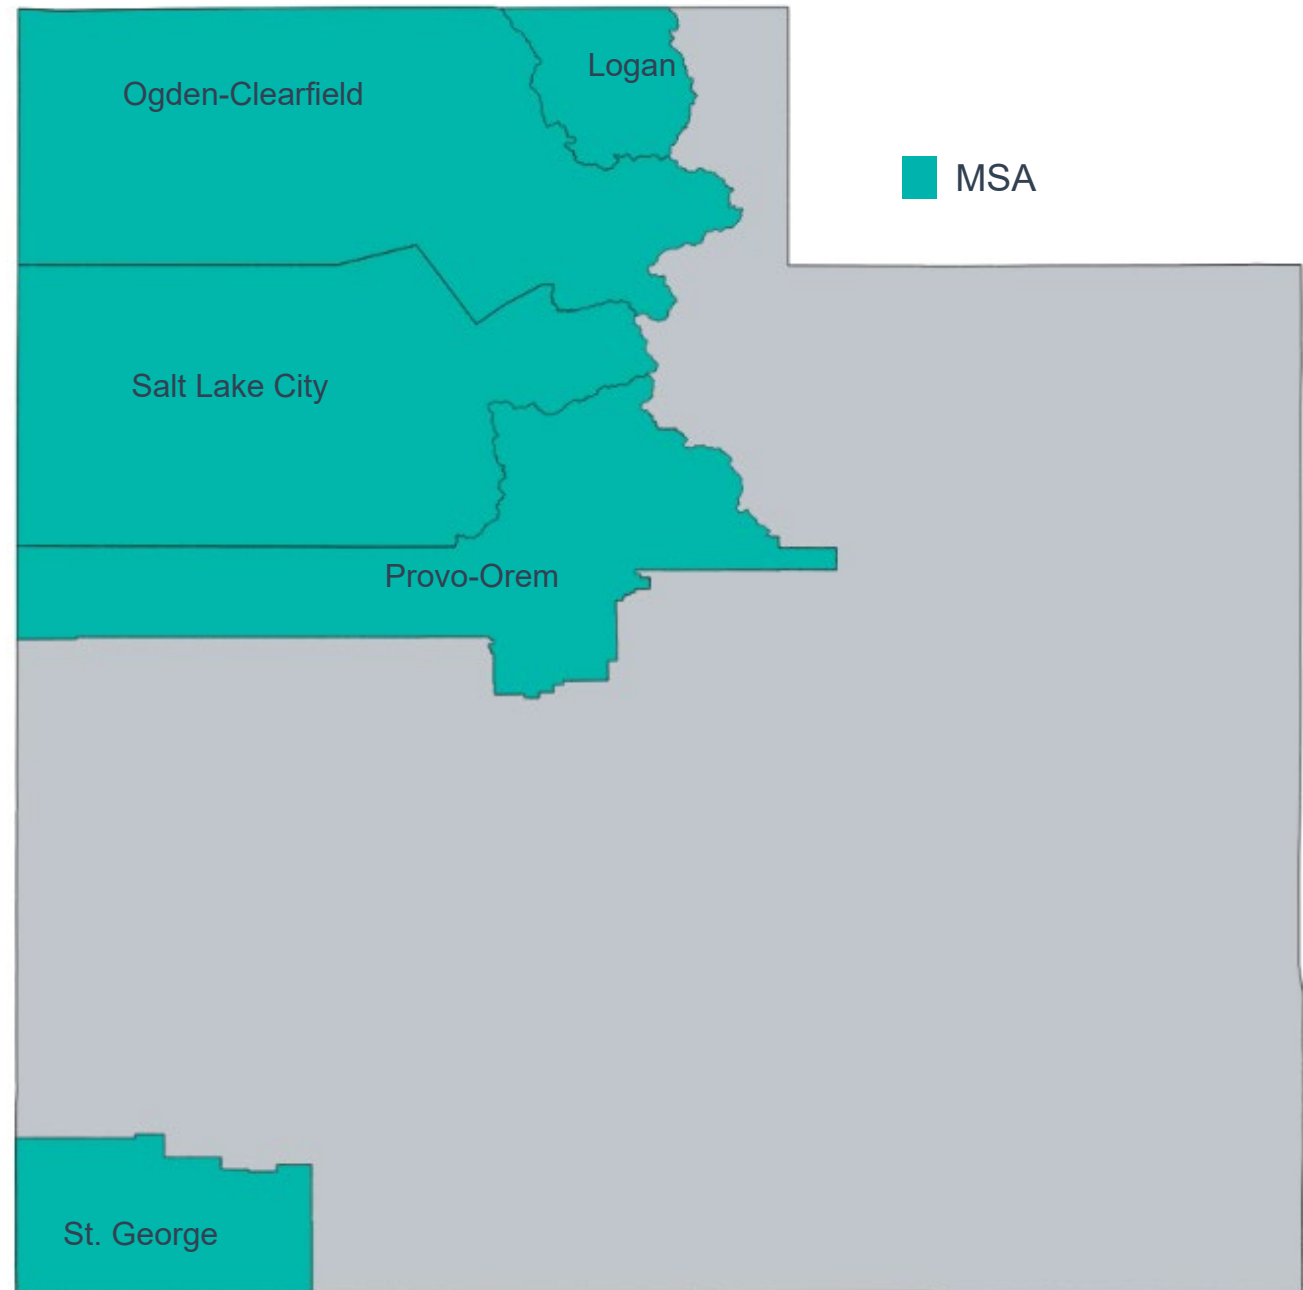 Logan
Ogden-Clearfield
MSA
Salt Lake City
Provo-Orem
St. George